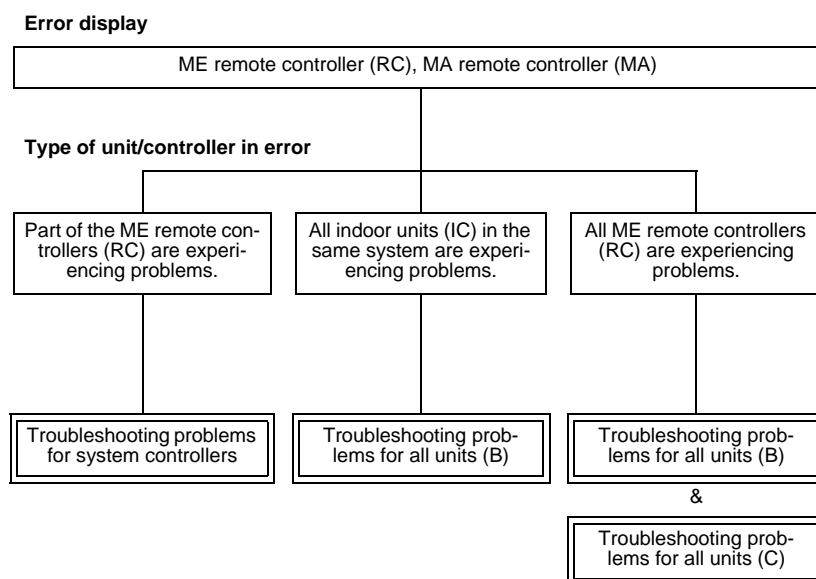 Error display
ME remote controller (RC), MA remote controller (MA)
Type of unit/controller in error
Part of the ME remote con-
trollers (RC) are experi-
encing problems.
All indoor units (IC) in the
same system are experi-
encing problems.
All ME remote controllers
(RC) are experiencing
problems.
Troubleshooting problems
for system controllers
Troubleshooting prob-
lems for all units (B)
Troubleshooting prob-
lems for all units (B)
&
Troubleshooting prob-
lems for all units (C)